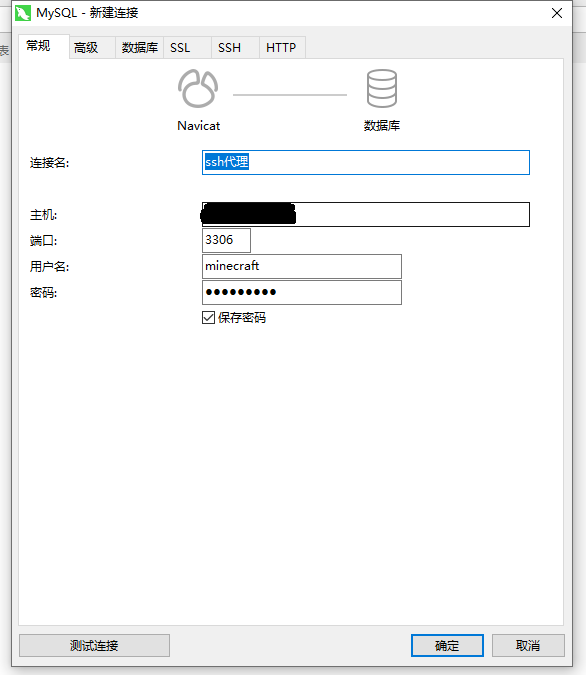 MySQL - 新建连接
表
常规 高级 数据库 SSL SSH HTTP
Navicat 数据库
连接名: ssh代理
主机:
端口: 3306
用户名: minecraft
密码: ●●●●●●●●●
保存密码
测试连接 确定 取消